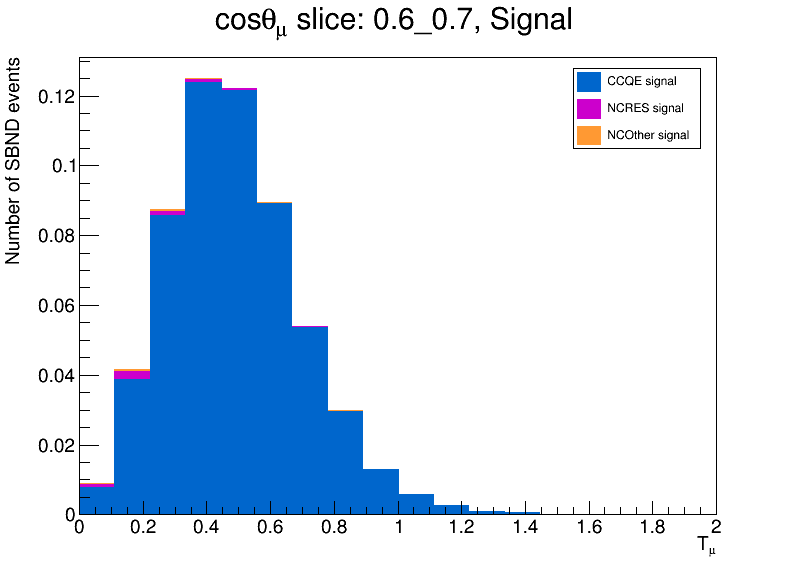 cosθμ slice: 0.6_0.7, Signal
Number of SBND events
CCQE signal
NCRES signal
NCOther signal
0.12
0.1
0.08
0.06
0.04
0.02
0
0 0.2 0.4 0.6 0.8 1 1.2 1.4 1.6 1.8 2
Tμ